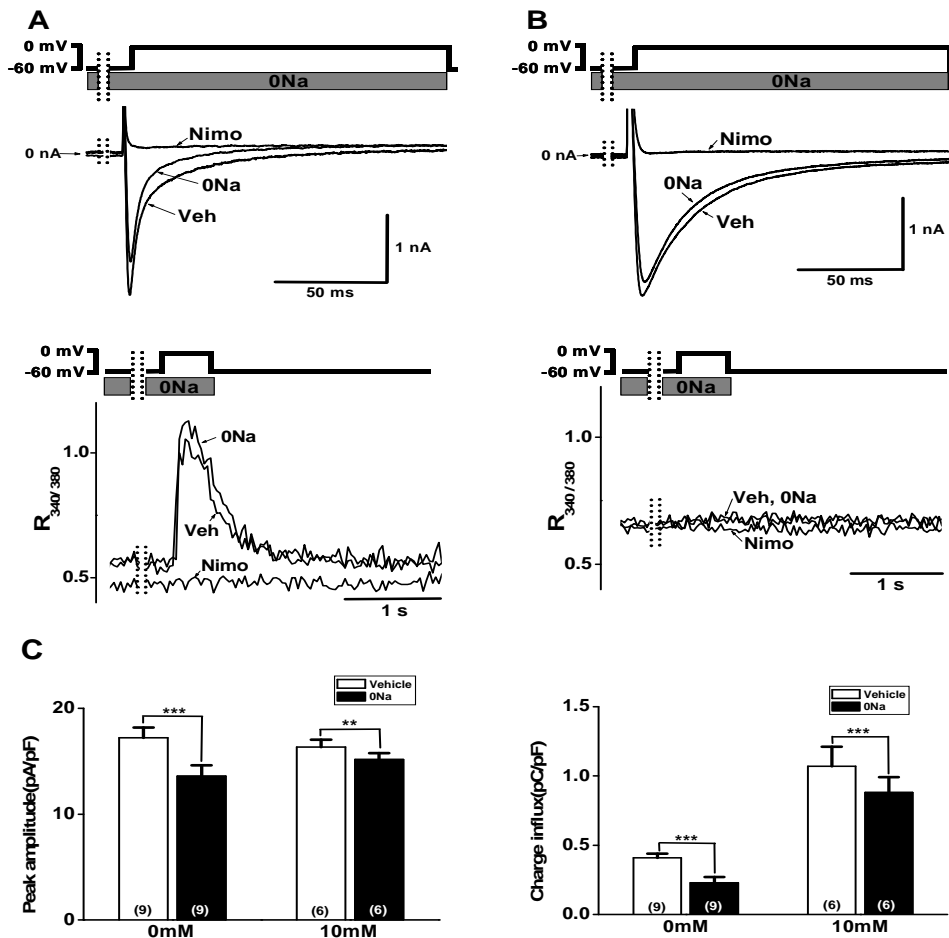 A
0 mV
-60 mV
0Na
0 nA
Nimo
0Na
Veh
1 nA
50 ms
0 mV
-60 mV
0Na
R340/380
1.0
0.5
0Na
Veh
Nimo
1 s
B
0 mV
-60 mV
0Na
0 nA
Nimo
0Na
Veh
1 nA
50 ms
0 mV
-60 mV
0Na
R340/380
1.0
0.5
Veh, 0Na
Nimo
1 s
C
Peak amplitude(pA/pF)
20
10
0
Vehicle
0Na
***
**
(9)
(9)
(6)
(6)
0mM
10mM
Charge influx(pC/pF)
1.5
1.0
0.5
0.0
Vehicle
0Na
***
***
(9)
(9)
(6)
(6)
0mM
10mM